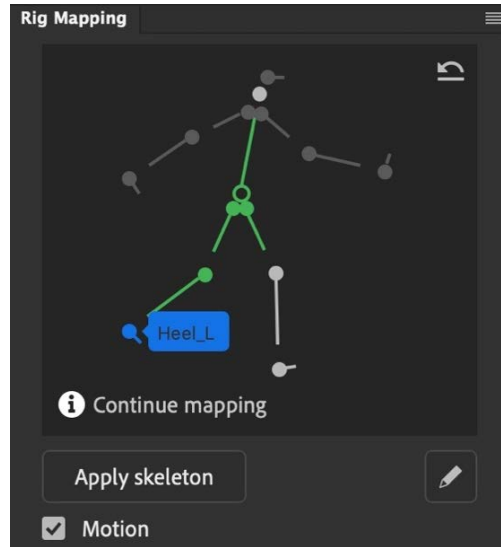 Rig Mapping
Heel_L
Continue mapping
Apply skeleton
Motion